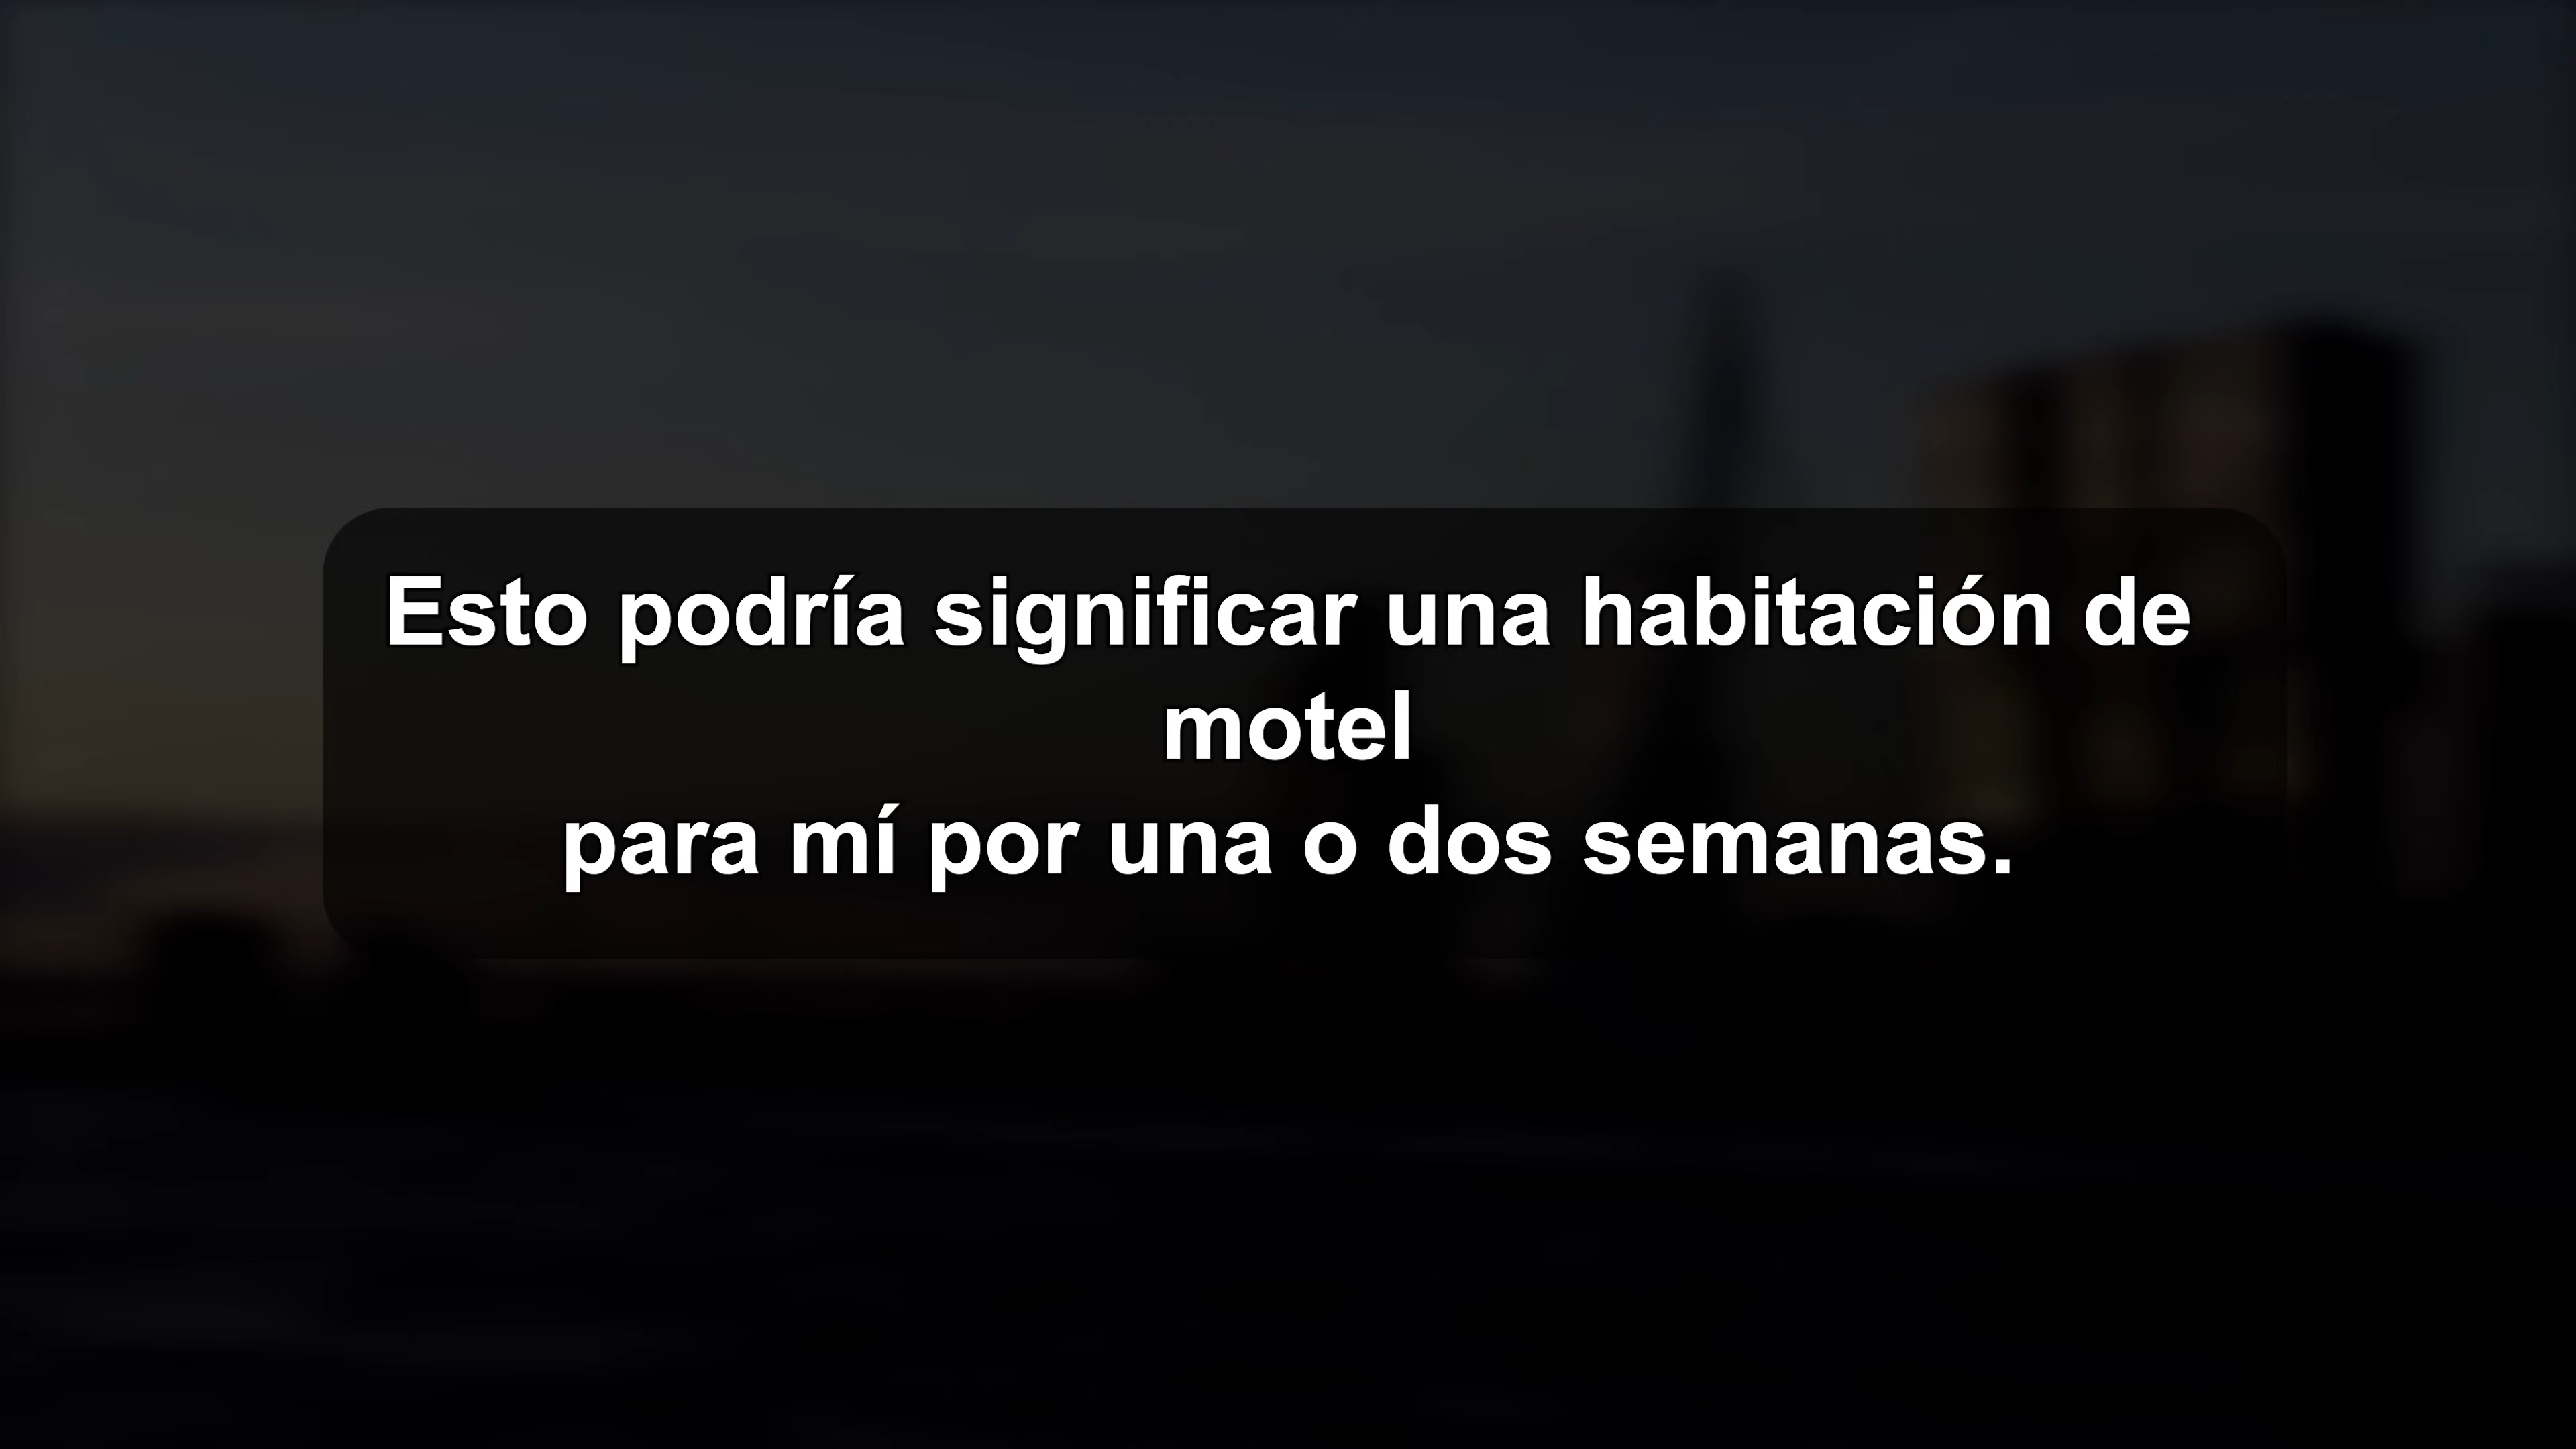 Esto podría significar una habitación de
motel
para mí por una o dos semanas.